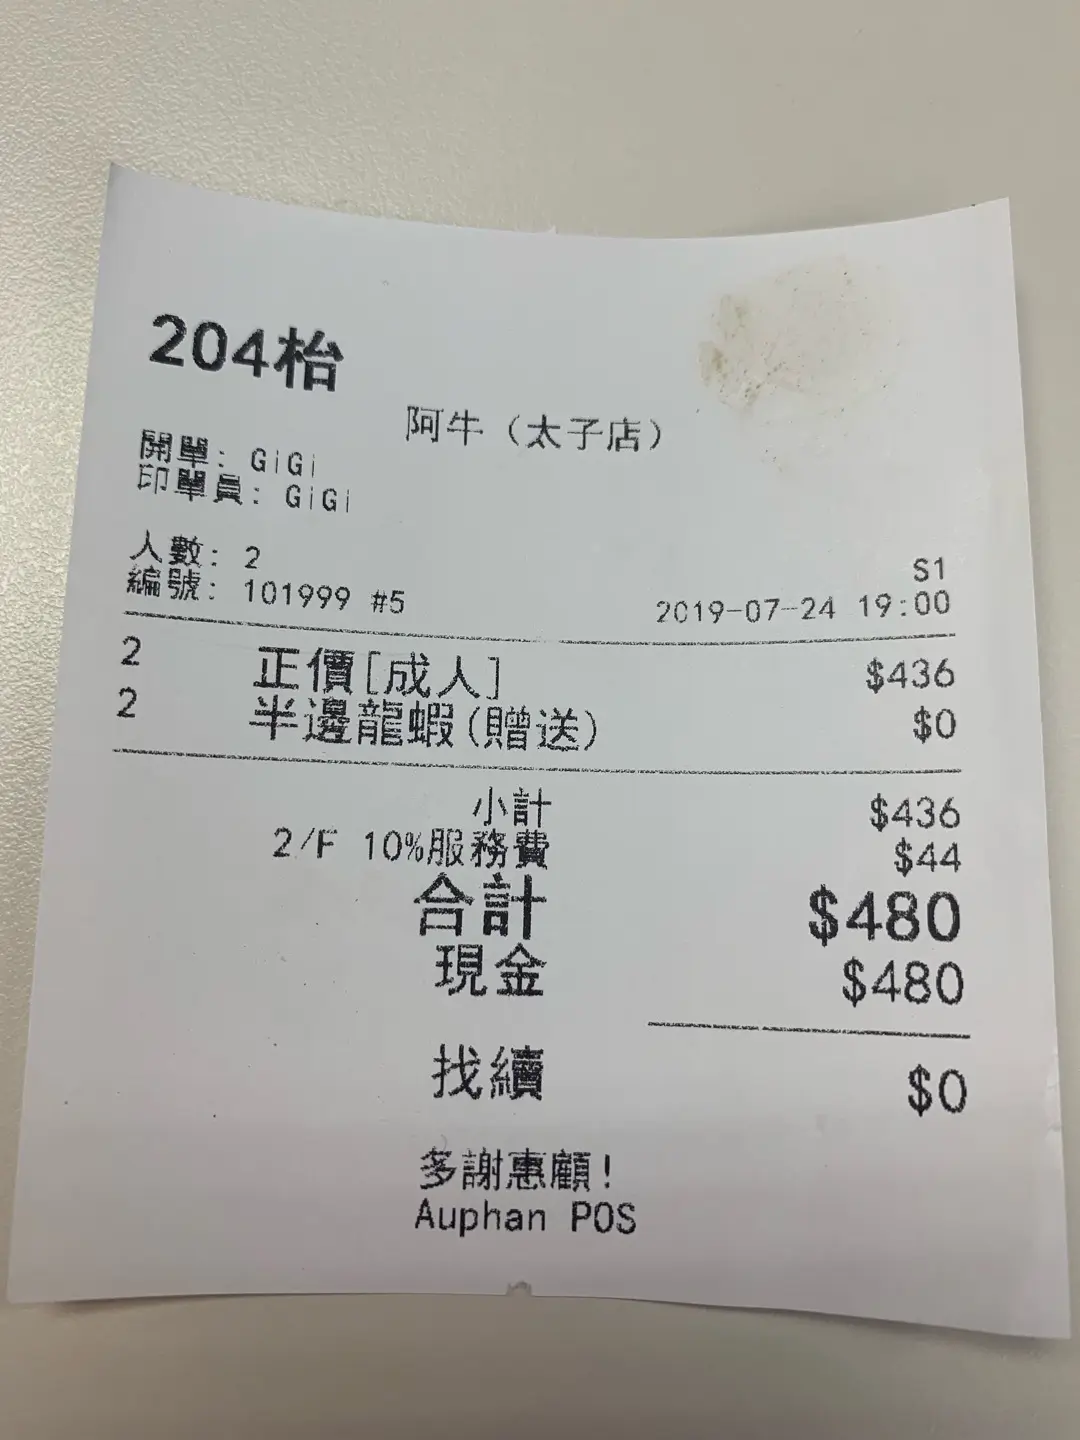 204枱
阿牛（太子店）
開單: GiGi
印單員: GiGi
人數: 2
S1
編號: 101999 #5 2019-07-24 19:00
2 正價[成人] $436
2 半邊龍蝦(贈送) $0
小計 $436
2/F 10%服務費 $44
合計 $480
現金 $480
找續 $0
多謝惠顧!
Auphan POS